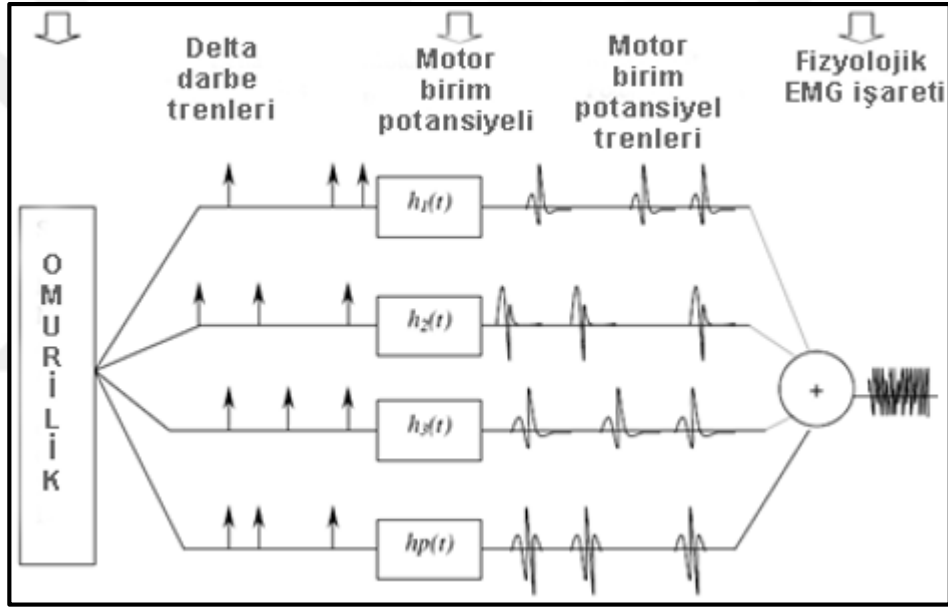 Delta
darbe
trenleri
Motor
birim
potansiyeli
Motor
birim
potansiyel
trenleri
Fizyolojik
EMG işareti
O
M
U
R
İ
L
İ
K
h₁(t)
h₂(t)
h₃(t)
hp(t)
+